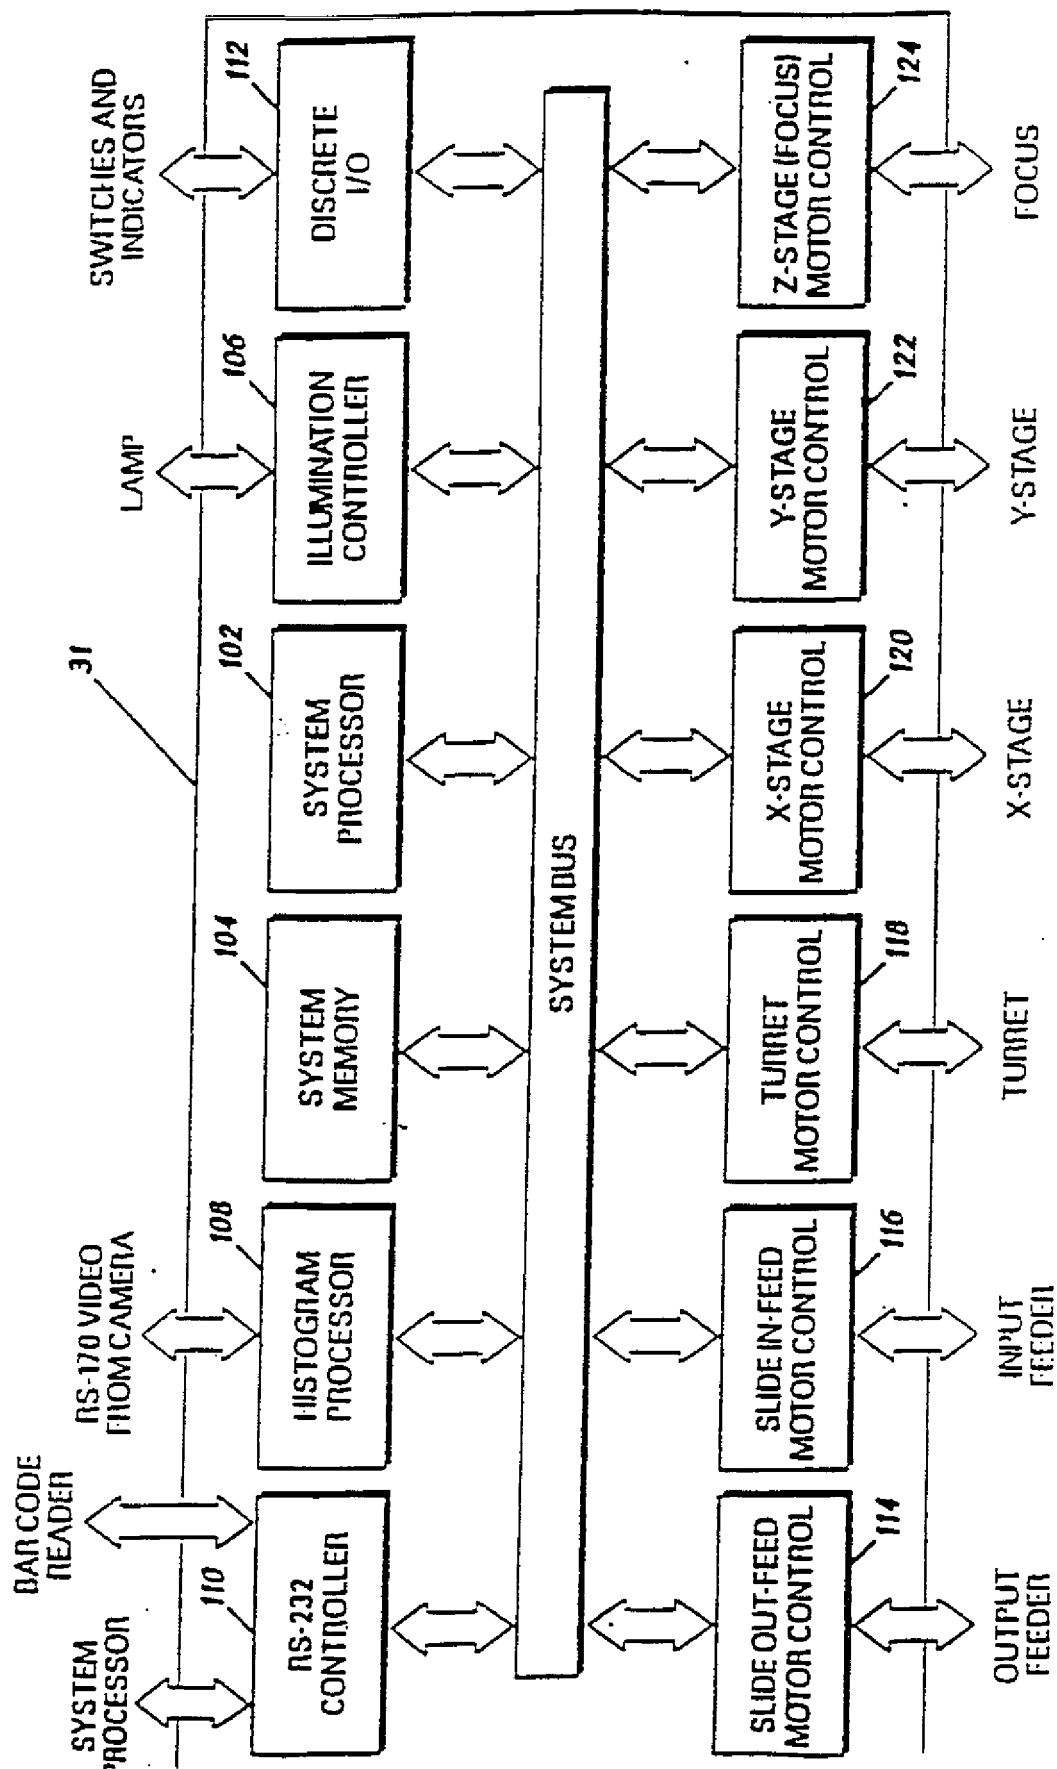 SYSTEM
PROCESSOR
BAR CODE
READER
RS-170 VIDEO
FROM CAMERA
31
LAMP
SWITCHES AND
INDICATORS
110
108
104
102
106
112
RS-232
CONTROLLER
HISTOGRAM
PROCESSOR
SYSTEM
MEMORY
SYSTEM
PROCESSOR
ILLUMINATION
CONTROLLER
DISCRETE
I/O
SYSTEM BUS
SLIDE OUT-FEED
MOTOR CONTROL
SLIDE IN-FEED
MOTOR CONTROL
TURRET
MOTOR CONTROL
X-STAGE
MOTOR CONTROL
Y-STAGE
MOTOR CONTROL
Z-STAGE (FOCUS)
MOTOR CONTROL
114
116
118
120
122
124
OUTPUT
FEEDER
INPUT
FEEDER
TURRET
X-STAGE
Y-STAGE
FOCUS